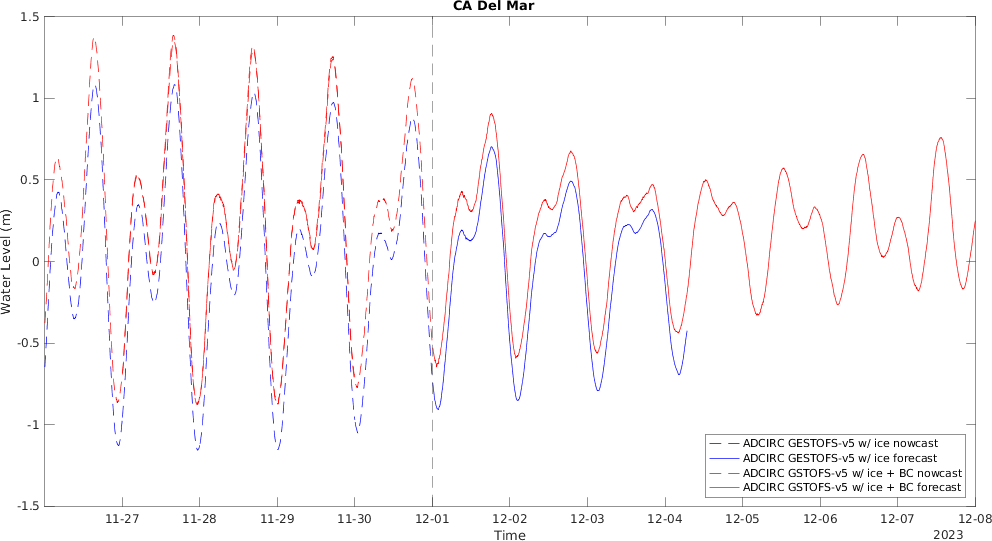 CA Del Mar
1.5
1
0.5
0
-0.5
-1
-1.5
Water Level (m)
11-27 11-28 11-29 11-30 12-01 12-02 12-03 12-04 12-05 12-06 12-07 12-08
Time
2023
ADCIRC GESTOFS-v5 w/ ice nowcast
ADCIRC GESTOFS-v5 w/ ice forecast
ADCIRC GSTOFS-v5 w/ ice + BC nowcast
ADCIRC GSTOFS-v5 w/ ice + BC forecast